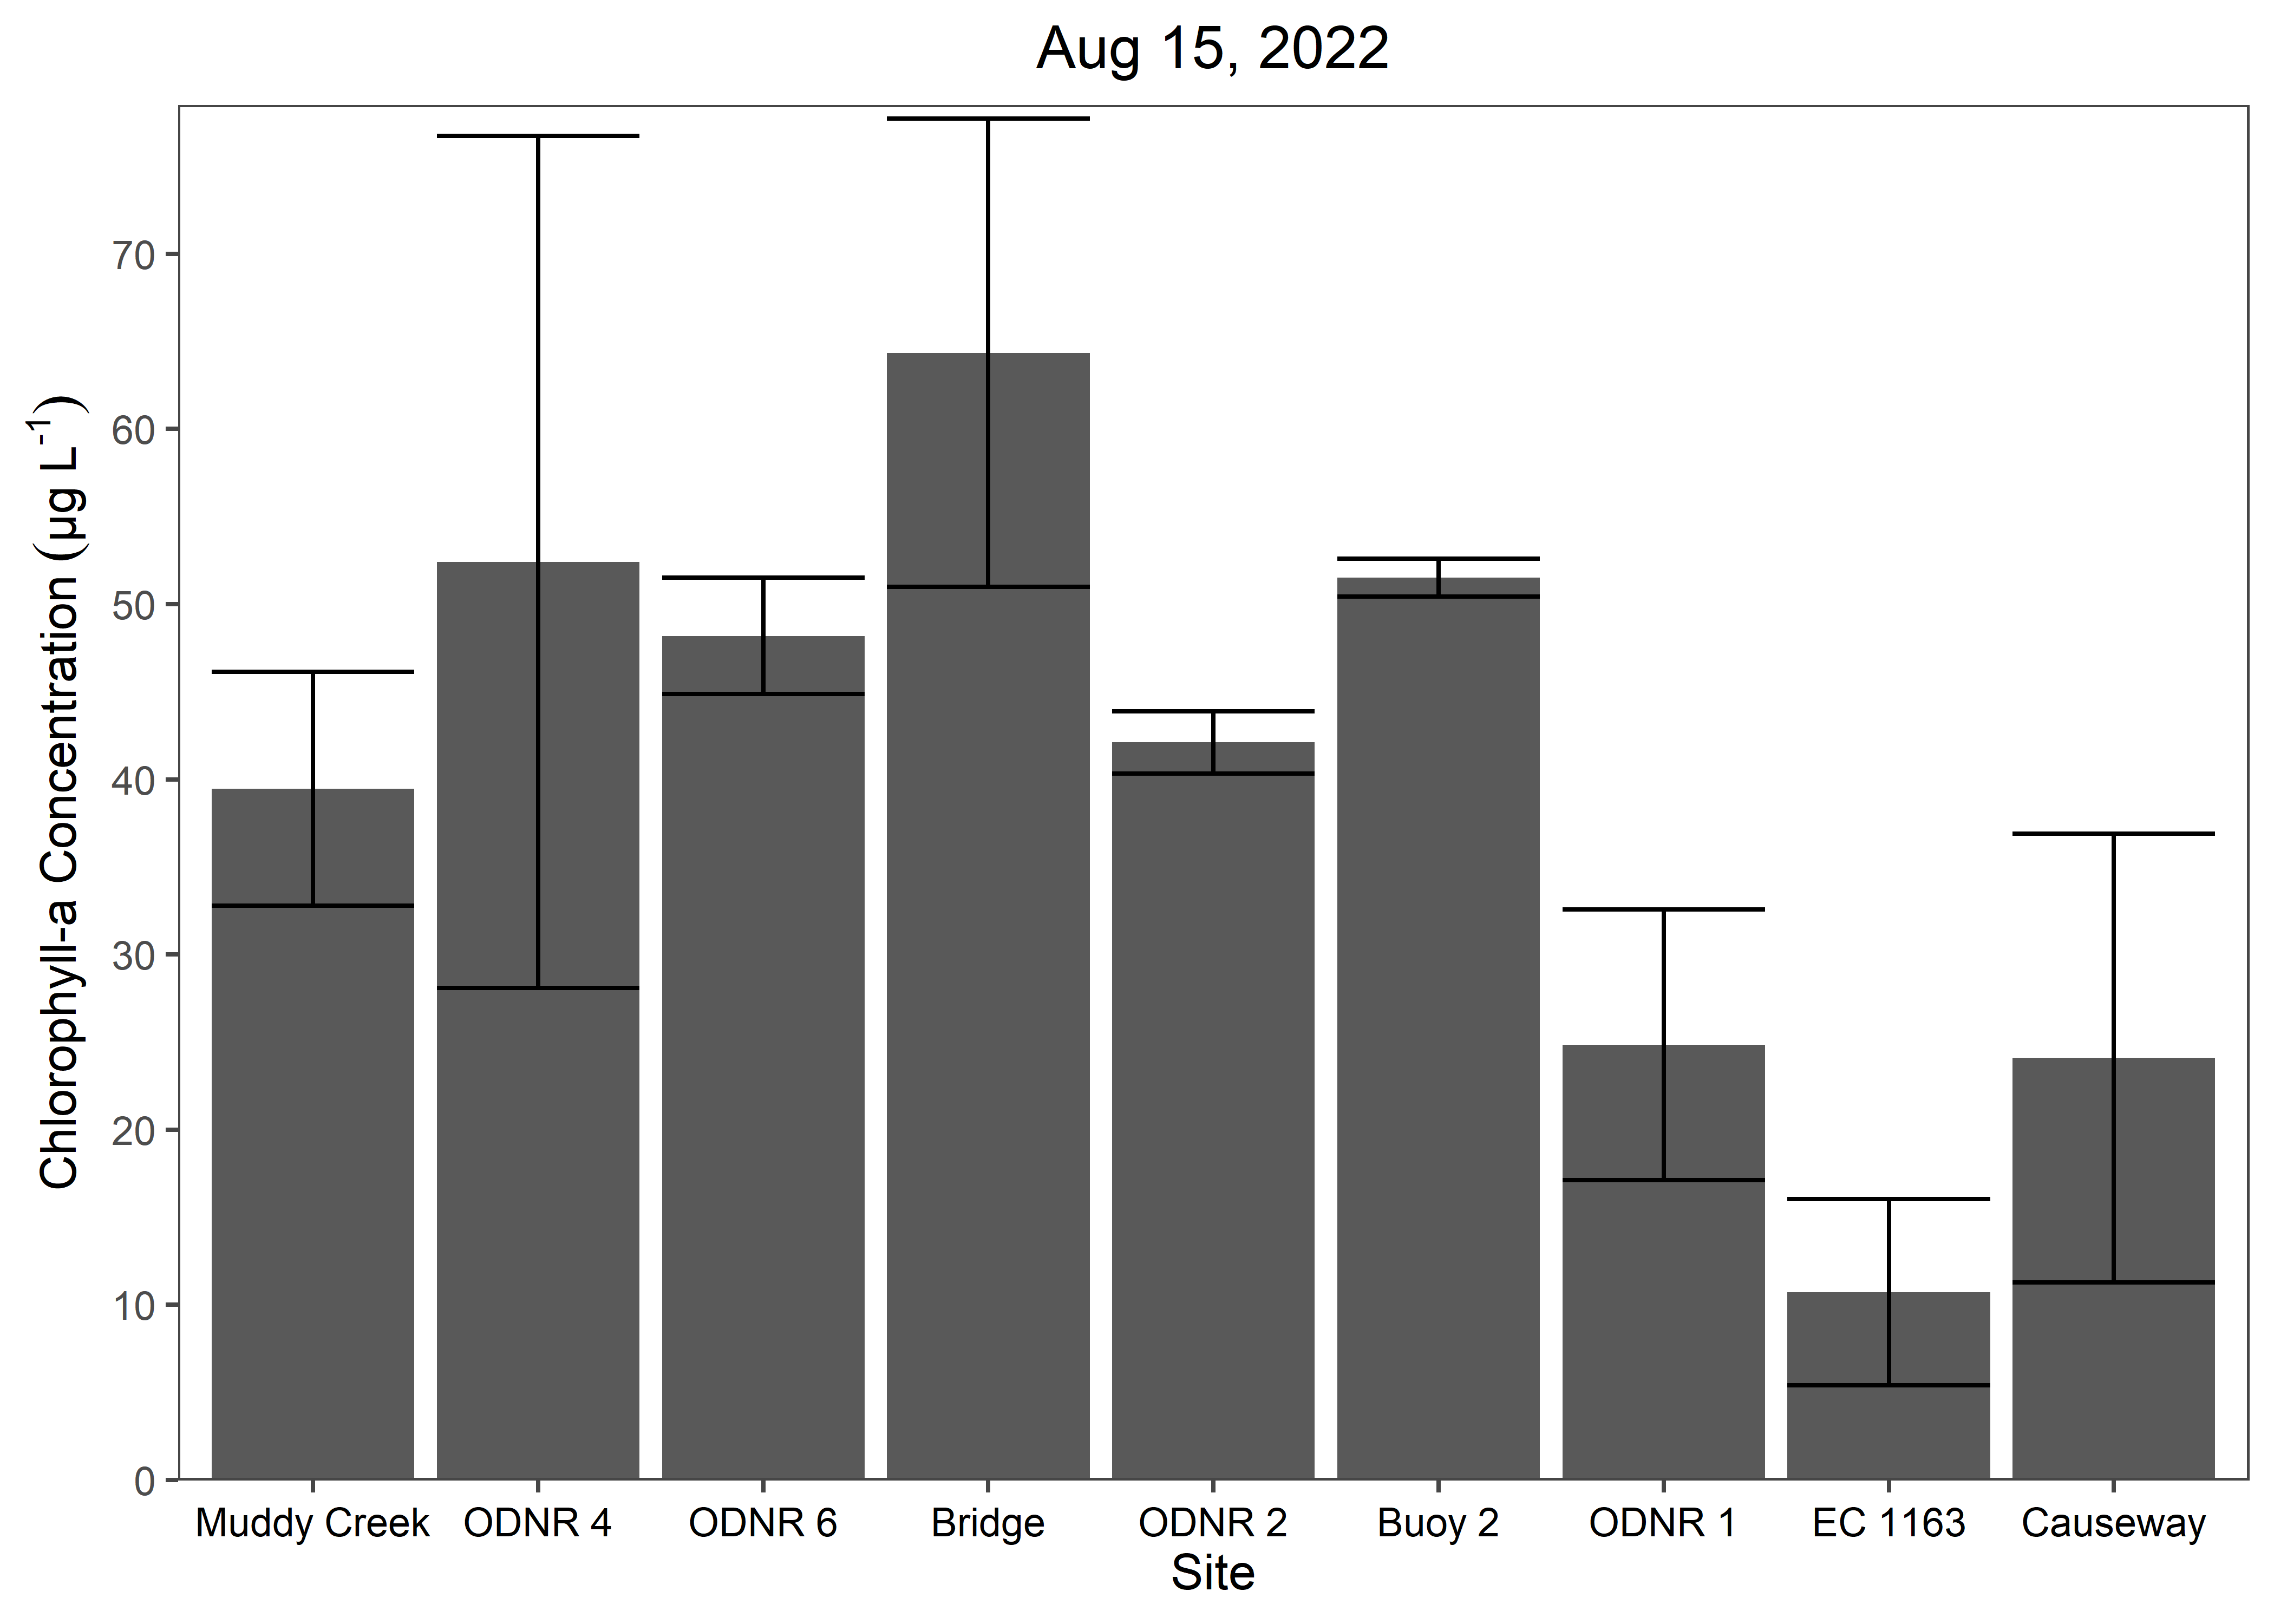 Aug 15, 2022
Chlorophyll-a Concentration (µg L⁻¹)
70
60
50
40
30
20
10
0
Muddy Creek ODNR 4 ODNR 6 Bridge ODNR 2 Buoy 2 ODNR 1 EC 1163 Causeway
Site